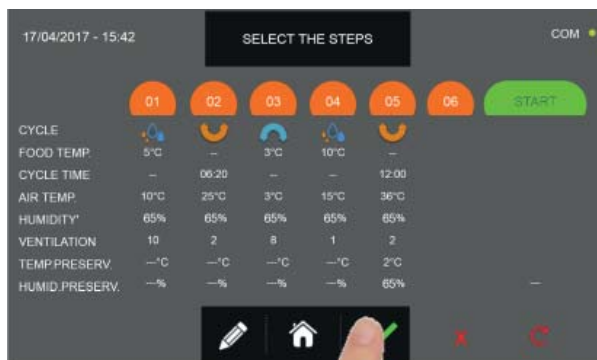 17/04/2017 - 15:42 SELECT THE STEPS COM
01 02 03 04 05 06 START
CYCLE
FOOD TEMP. 5°C -- 3°C 10°C --
CYCLE TIME -- 06:20 -- -- 12:00
AIR TEMP. 10°C 25°C 3°C 15°C 36°C
HUMIDITY' 65% 65% 65% 65% 65%
VENTILATION 10 2 8 1 2
TEMP.PRESERV. ---°C ---°C ---°C ---°C 2°C
HUMID.PRESERV. ---% ---% ---% ---% 65% ---